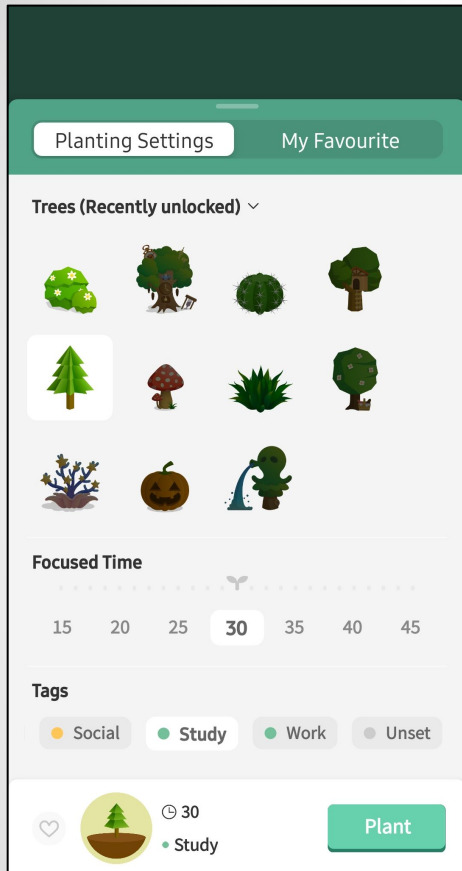 Planting Settings
My Favourite
Trees (Recently unlocked)
Focused Time
15 20 25 30 35 40 45
Tags
Social Study Work Unset
30
Study
Plant